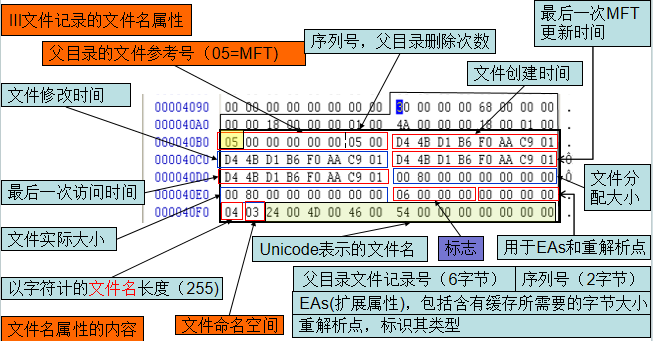 III文件记录的文件名属性
最后一次MFT
更新时间
父目录的文件参考号（05=MFT)
序列号，父目录删除次数
文件创建时间
文件修改时间
00004090 00 00 00 00 00 00 00 00 30 00 00 00 68 00 00 00 .
000040A0 00 00 18 00 00 00 01 00 4A 00 00 00 18 00 01 00 .
000040B0 05 00 00 00 00 00 05 00 D4 4B D1 B6 F0 AA C9 01 .
000040C0 D4 4B D1 B6 F0 AA C9 01 D4 4B D1 B6 F0 AA C9 01 Ô
000040D0 D4 4B D1 B6 F0 AA C9 01 00 80 00 00 00 00 00 00 Ô
000040E0 00 80 00 00 00 00 00 00 06 00 00 00 00 00 00 00 .
000040F0 04 03 24 00 4D 00 46 00 54 00 00 00 00 00 00 00 .
最后一次访问时间
文件分
配大小
文件实际大小
Unicode表示的文件名
标志
用于EAs和重解析点
以字符计的文件名长度（255)
父目录文件记录号（6字节）
序列号（2字节）
EAs(扩展属性)，包括含有缓存所需要的字节大小
重解析点，标识其类型
文件名属性的内容
文件命名空间